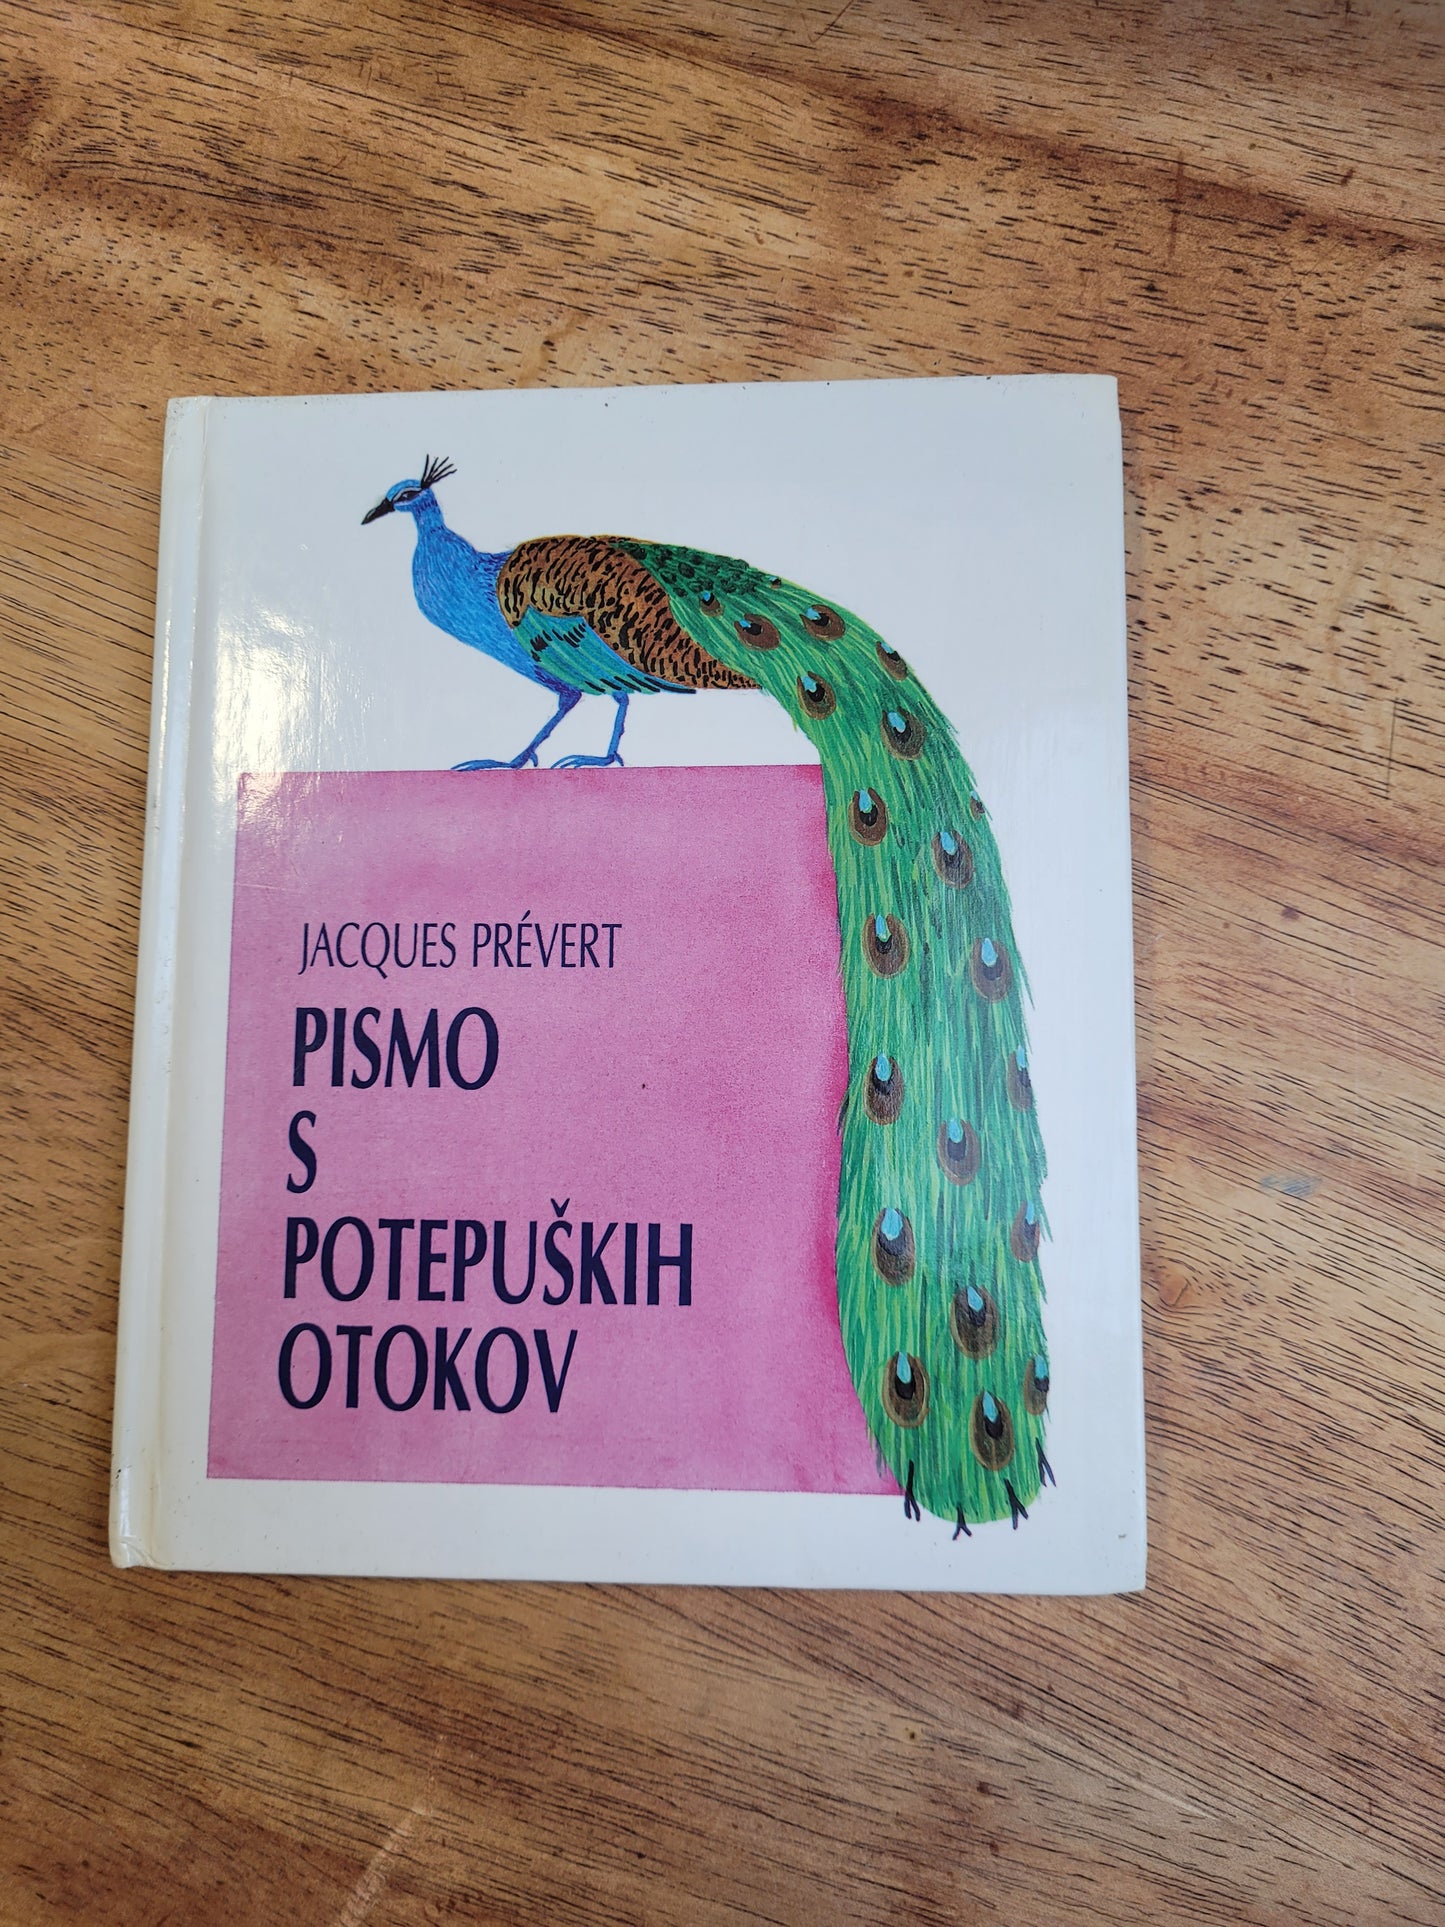 JACQUES PRÉVERT
PISMO
S
POTEPUŠKIH
OTOKOV